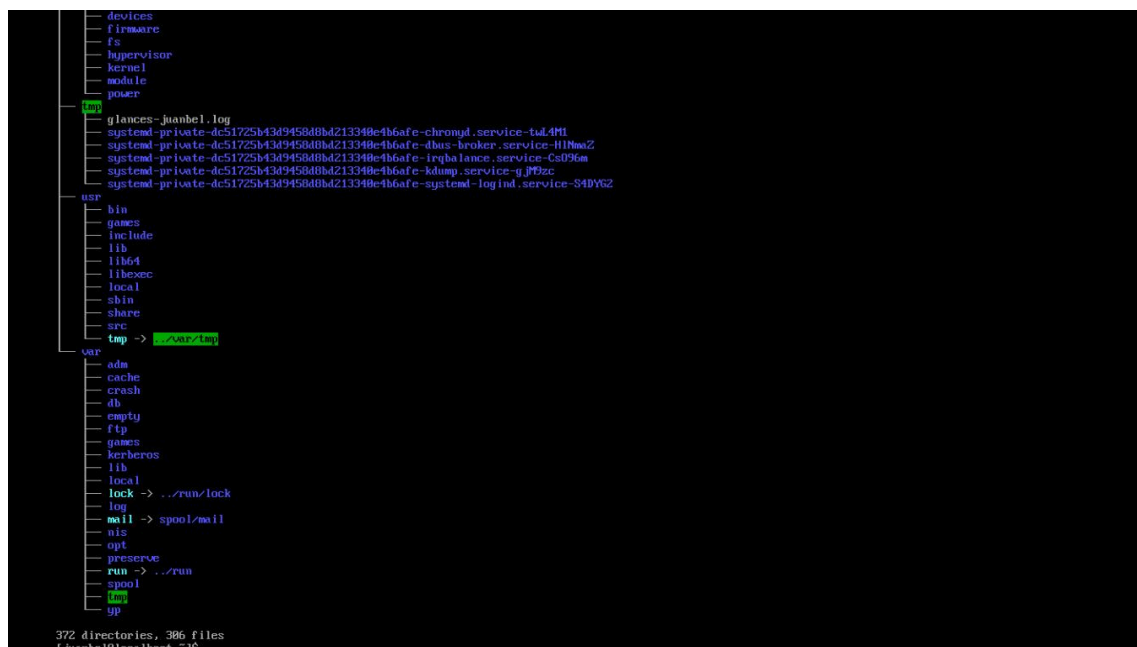 ├── devices
├── firmware
├── fs
├── hypervisor
├── kernel
├── module
└── power
├── tmp
├── glances-juanbel.log
├── systemd-private-dc51725b43d9458d8bd213340e4b6afe-chronyd.service-twL4M1
├── systemd-private-dc51725b43d9458d8bd213340e4b6afe-dbus-broker.service-HlNmaZ
├── systemd-private-dc51725b43d9458d8bd213340e4b6afe-irqbalance.service-CsO96m
├── systemd-private-dc51725b43d9458d8bd213340e4b6afe-kdump.service-gjM9zc
└── systemd-private-dc51725b43d9458d8bd213340e4b6afe-systemd-logind.service-S4DYG2
├── usr
├── bin
├── games
├── include
├── lib
├── lib64
├── libexec
├── local
├── sbin
├── share
├── src
└── tmp -> ../var/tmp
└── var
├── adm
├── cache
├── crash
├── db
├── empty
├── ftp
├── games
├── kerberos
├── lib
├── local
├── lock -> ../run/lock
├── log
├── mail -> spool/mail
├── nis
├── opt
├── preserve
├── run -> ../run
├── spool
├── tmp
└── yp
372 directories, 306 files